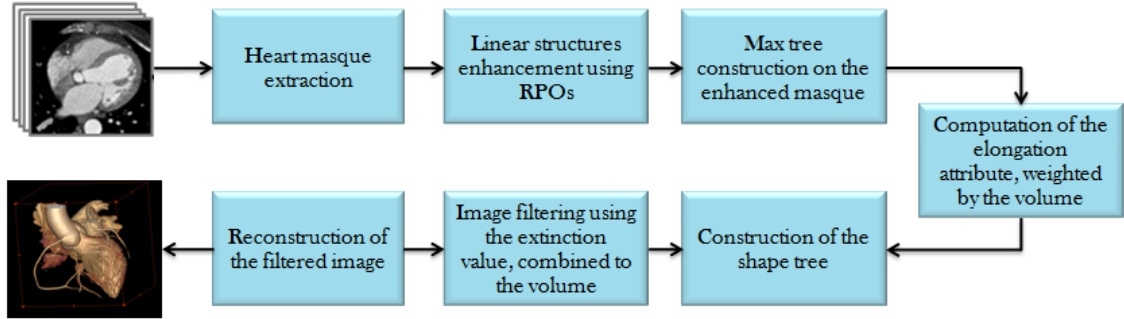 Heart masque
extraction
Linear structures
enhancement using
RPOs
Max tree
construction on the
enhanced masque
Computation of the
elongation
attribute, weighted
by the volume
Construction of the
shape tree
Image filtering using
the extinction
value, combined to
the volume
Reconstruction of
the filtered image